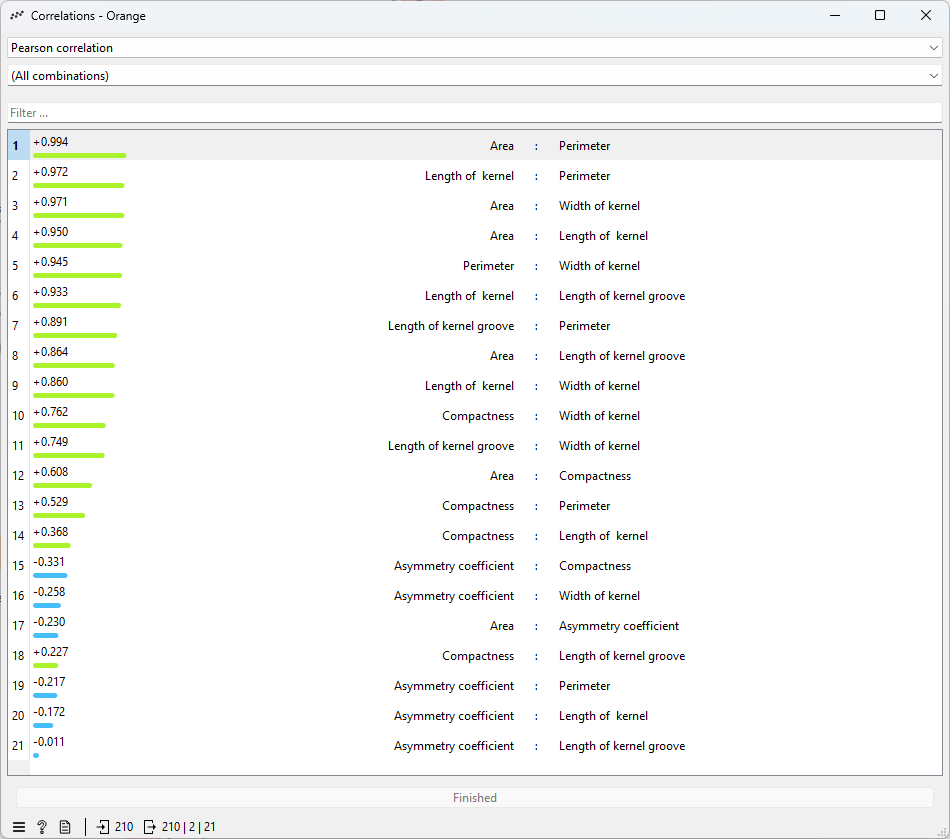 Correlations - Orange
Pearson correlation
(All combinations)
Filter ...
1 +0.994 Area : Perimeter
2 +0.972 Length of  kernel : Perimeter
3 +0.971 Area : Width of kernel
4 +0.950 Area : Length of  kernel
5 +0.945 Perimeter : Width of kernel
6 +0.933 Length of  kernel : Length of kernel groove
7 +0.891 Length of kernel groove : Perimeter
8 +0.864 Area : Length of kernel groove
9 +0.860 Length of  kernel : Width of kernel
10 +0.762 Compactness : Width of kernel
11 +0.749 Length of kernel groove : Width of kernel
12 +0.608 Area : Compactness
13 +0.529 Compactness : Perimeter
14 +0.368 Compactness : Length of  kernel
15 -0.331 Asymmetry coefficient : Compactness
16 -0.258 Asymmetry coefficient : Width of kernel
17 -0.230 Area : Asymmetry coefficient
18 +0.227 Compactness : Length of kernel groove
19 -0.217 Asymmetry coefficient : Perimeter
20 -0.172 Asymmetry coefficient : Length of  kernel
21 -0.011 Asymmetry coefficient : Length of kernel groove
Finished
? 210 210 | 2 | 21